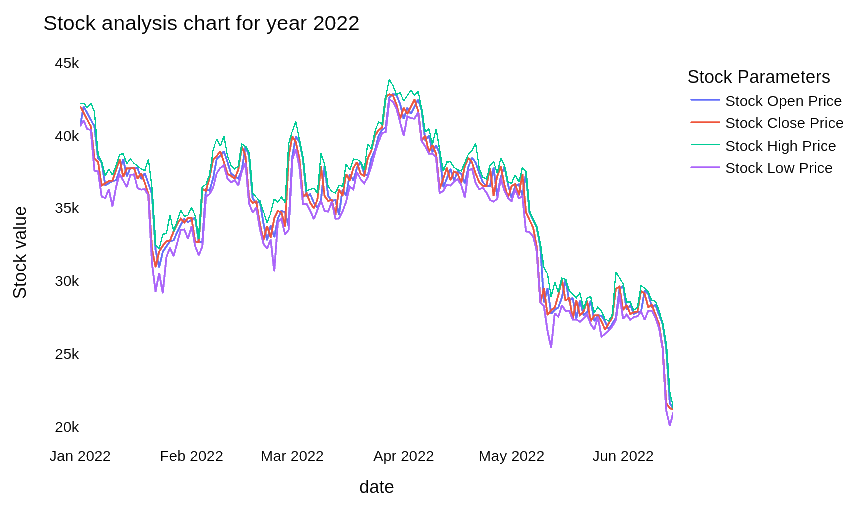 Stock analysis chart for year 2022
45k
40k
35k
30k
25k
20k
Stock value
Jan 2022
Feb 2022
Mar 2022
Apr 2022
May 2022
Jun 2022
date
Stock Parameters
Stock Open Price
Stock Close Price
Stock High Price
Stock Low Price